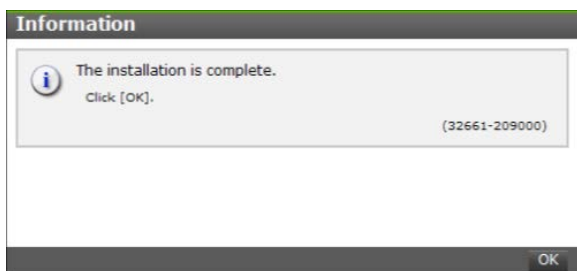 Information
The installation is complete.
Click [OK].
(32661-209000)
OK